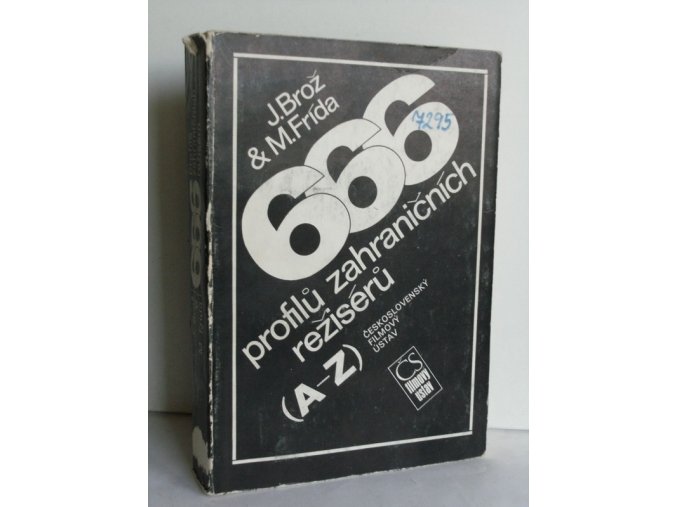 J. Brož
& M. Frída
666
7295
profilů zahraničních
režisérů
(A–Z)
ČESKOSLOVENSKÝ
FILMOVÝ
ÚSTAV
ČS
filmový
ústav
666